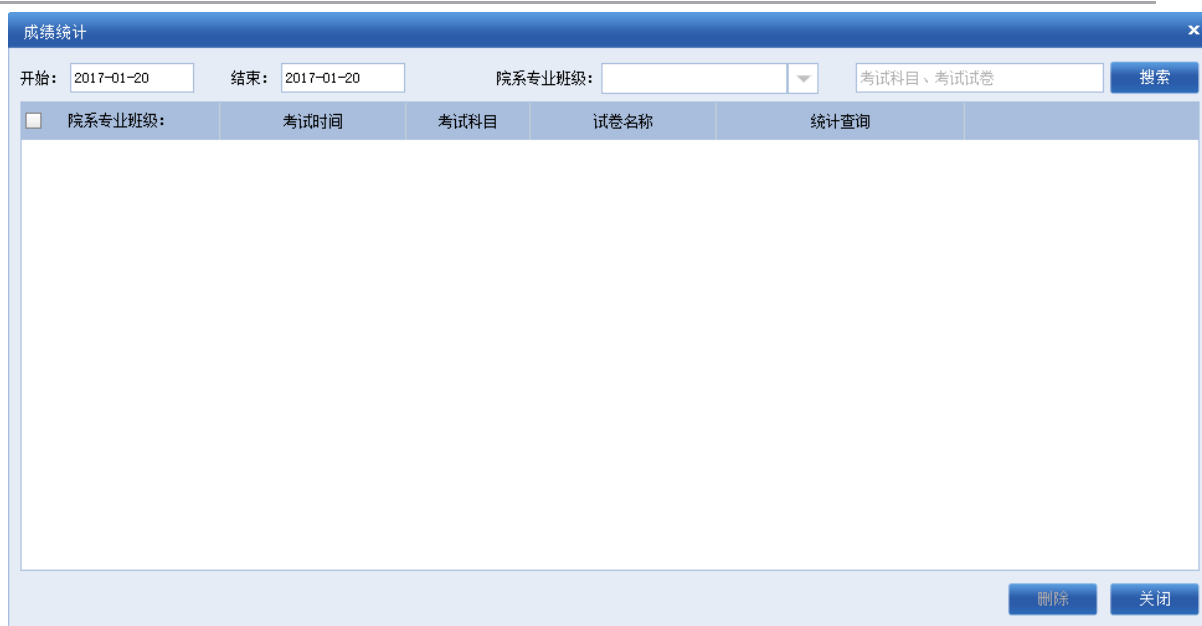 成绩统计
开始: 2017-01-20 结束: 2017-01-20 院系专业班级: 考试科目、考试试卷 搜索
院系专业班级: 考试时间 考试科目 试卷名称 统计查询
删除 关闭